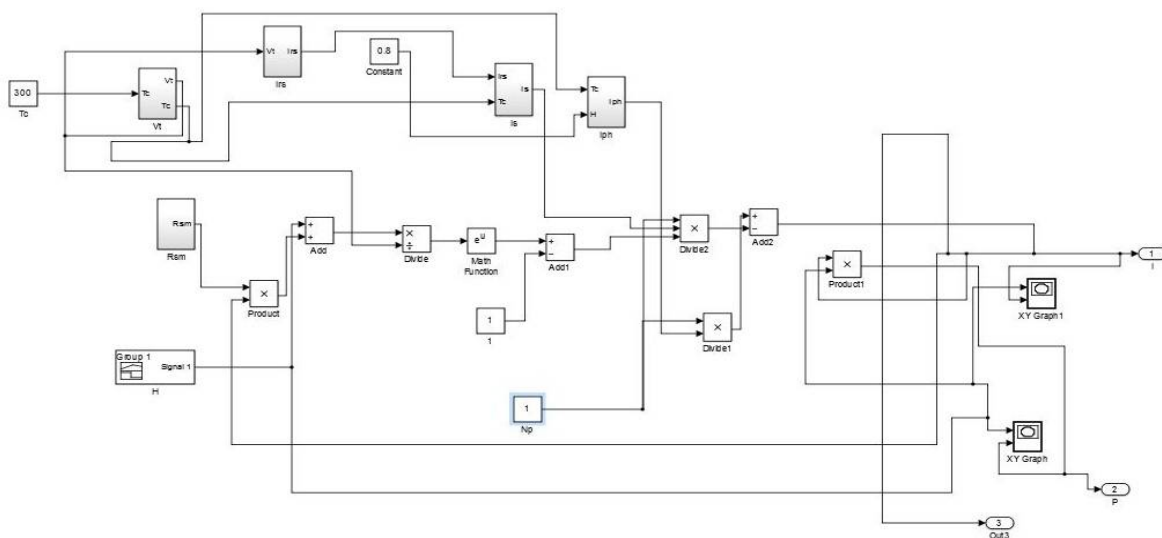 300
Tc
Tc
Vt
Tc
Vt
Vt
Irs
Irs
0.8
Constant
Irs
Tc
Is
Is
Tc
H
Iph
Iph
Rsm
Rsm
×
Product
+
+
Add
×
÷
Divide
eᵘ
Math
Function
+
−
Add1
1
1
×
Divide2
+
−
Add2
×
Divide1
×
Product1
XY Graph1
1
I
Group 1
Signal 1
H
1
Np
XY Graph
2
P
3
Out3